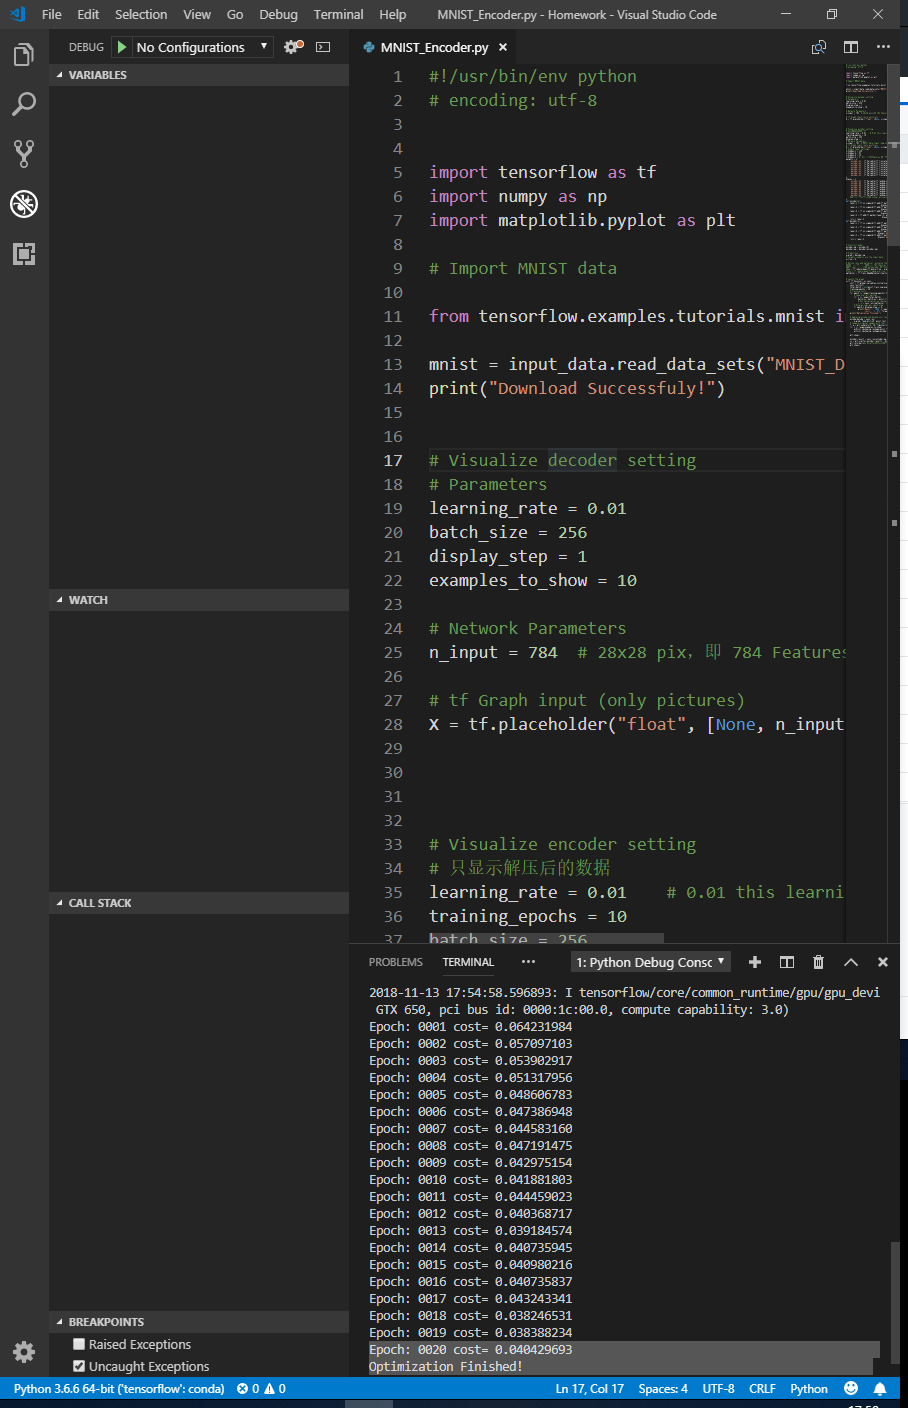 File Edit Selection View Go Debug Terminal Help MNIST_Encoder.py - Homework - Visual Studio Code
DEBUG No Configurations
VARIABLES
WATCH
CALL STACK
BREAKPOINTS
Raised Exceptions
Uncaught Exceptions
MNIST_Encoder.py
1 #!/usr/bin/env python
2 # encoding: utf-8
3
4
5 import tensorflow as tf
6 import numpy as np
7 import matplotlib.pyplot as plt
8
9 # Import MNIST data
10
11 from tensorflow.examples.tutorials.mnist i
12
13 mnist = input_data.read_data_sets("MNIST_D
14 print("Download Successfuly!")
15
16
17 # Visualize decoder setting
18 # Parameters
19 learning_rate = 0.01
20 batch_size = 256
21 display_step = 1
22 examples_to_show = 10
23
24 # Network Parameters
25 n_input = 784  # 28x28 pix，即 784 Features
26
27 # tf Graph input (only pictures)
28 X = tf.placeholder("float", [None, n_input
29
30
31
32
33 # Visualize encoder setting
34 # 只显示解压后的数据
35 learning_rate = 0.01    # 0.01 this learni
36 training_epochs = 10
37 batch_size = 256
PROBLEMS TERMINAL ••• 1: Python Debug Consc
2018-11-13 17:54:58.596893: I tensorflow/core/common_runtime/gpu/gpu_devi
GTX 650, pci bus id: 0000:1c:00.0, compute capability: 3.0)
Epoch: 0001 cost= 0.064231984
Epoch: 0002 cost= 0.057097103
Epoch: 0003 cost= 0.053902917
Epoch: 0004 cost= 0.051317956
Epoch: 0005 cost= 0.048606783
Epoch: 0006 cost= 0.047386948
Epoch: 0007 cost= 0.044583160
Epoch: 0008 cost= 0.047191475
Epoch: 0009 cost= 0.042975154
Epoch: 0010 cost= 0.041881803
Epoch: 0011 cost= 0.044459023
Epoch: 0012 cost= 0.040368717
Epoch: 0013 cost= 0.039184574
Epoch: 0014 cost= 0.040735945
Epoch: 0015 cost= 0.040980216
Epoch: 0016 cost= 0.040735837
Epoch: 0017 cost= 0.043243341
Epoch: 0018 cost= 0.038246531
Epoch: 0019 cost= 0.038388234
Epoch: 0020 cost= 0.040429693
Optimization Finished!
Python 3.6.6 64-bit ('tensorflow': conda) 0 0 Ln 17, Col 17 Spaces: 4 UTF-8 CRLF Python